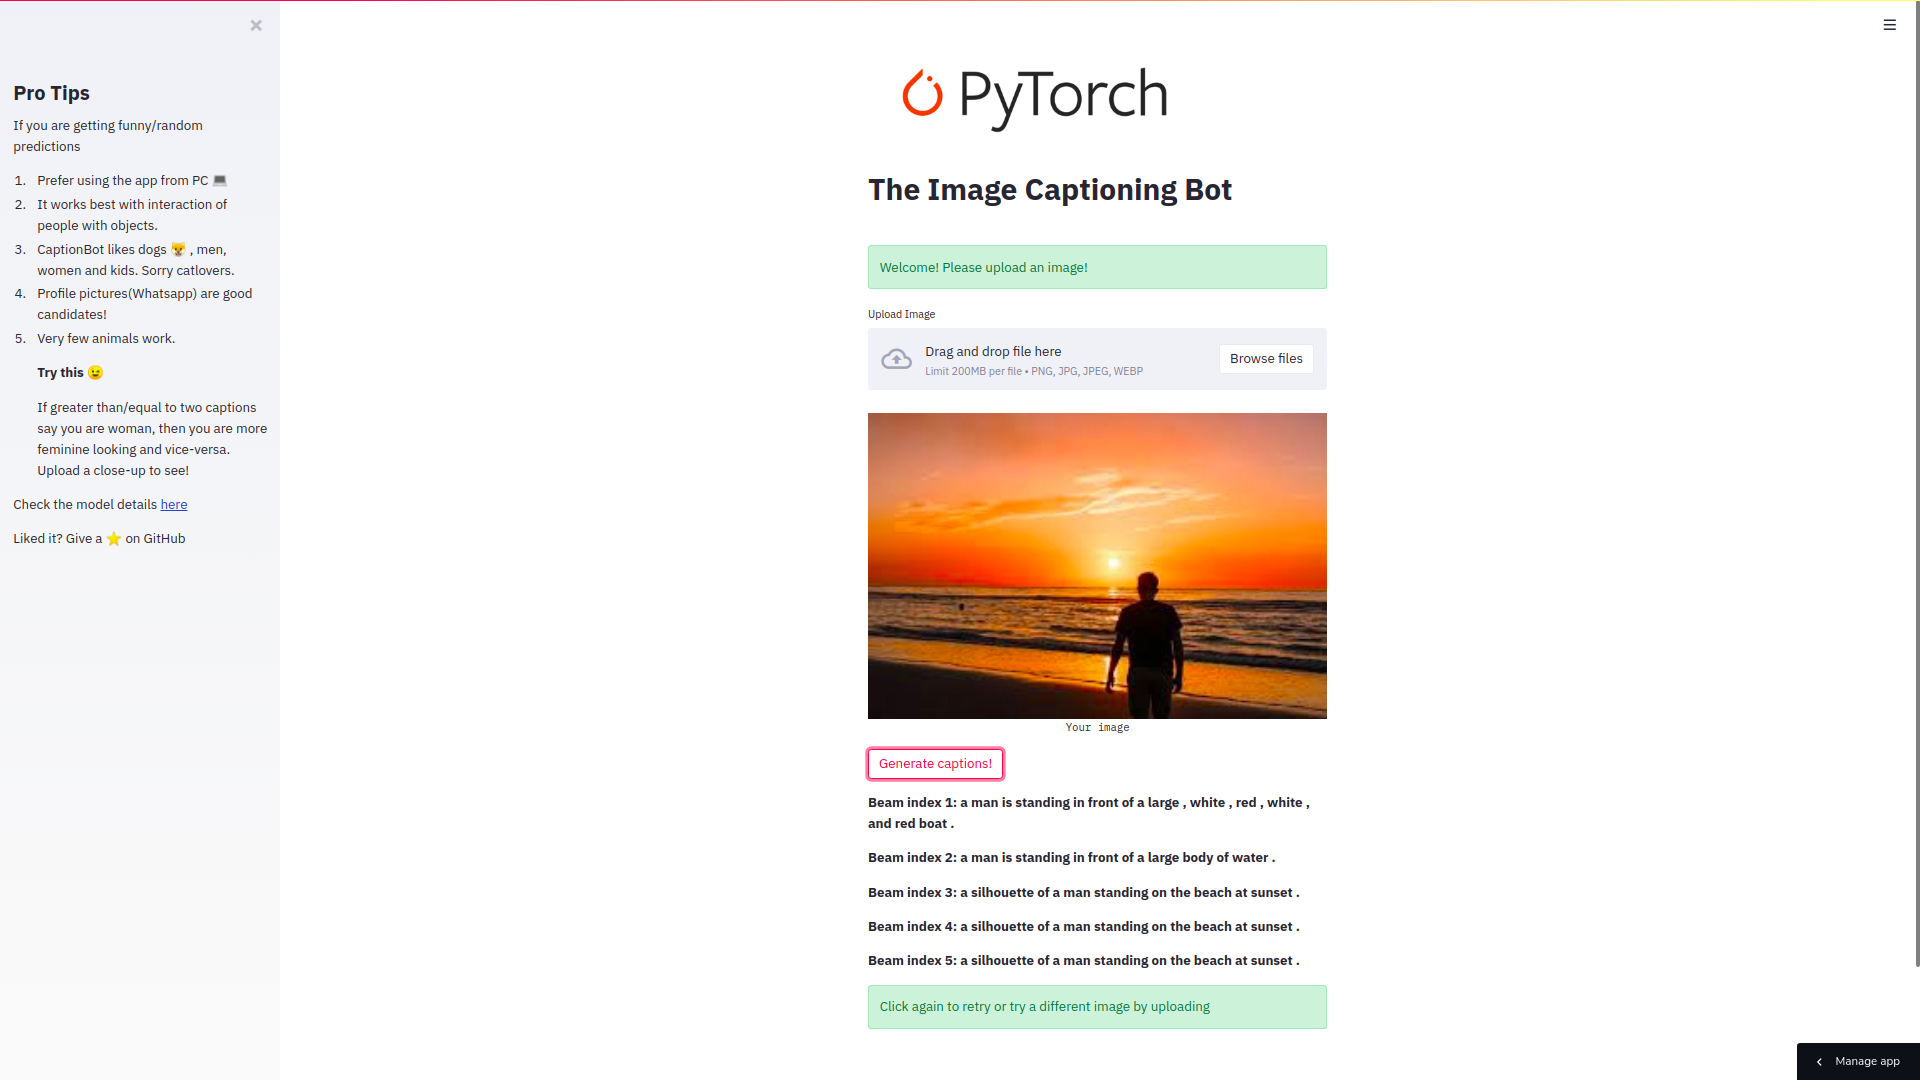 Pro Tips
If you are getting funny/random
predictions
1. Prefer using the app from PC 💻
2. It works best with interaction of
people with objects.
3. CaptionBot likes dogs 🐯 , men,
women and kids. Sorry catlovers.
4. Profile pictures(Whatsapp) are good
candidates!
5. Very few animals work.
Try this 😉
If greater than/equal to two captions
say you are woman, then you are more
feminine looking and vice-versa.
Upload a close-up to see!
Check the model details here
Liked it? Give a ⭐ on GitHub
PyTorch
The Image Captioning Bot
Welcome! Please upload an image!
Upload Image
Drag and drop file here
Limit 200MB per file • PNG, JPG, JPEG, WEBP
Browse files
Your image
Generate captions!
Beam index 1: a man is standing in front of a large , white , red , white ,
and red boat .
Beam index 2: a man is standing in front of a large body of water .
Beam index 3: a silhouette of a man standing on the beach at sunset .
Beam index 4: a silhouette of a man standing on the beach at sunset .
Beam index 5: a silhouette of a man standing on the beach at sunset .
Click again to retry or try a different image by uploading
Manage app